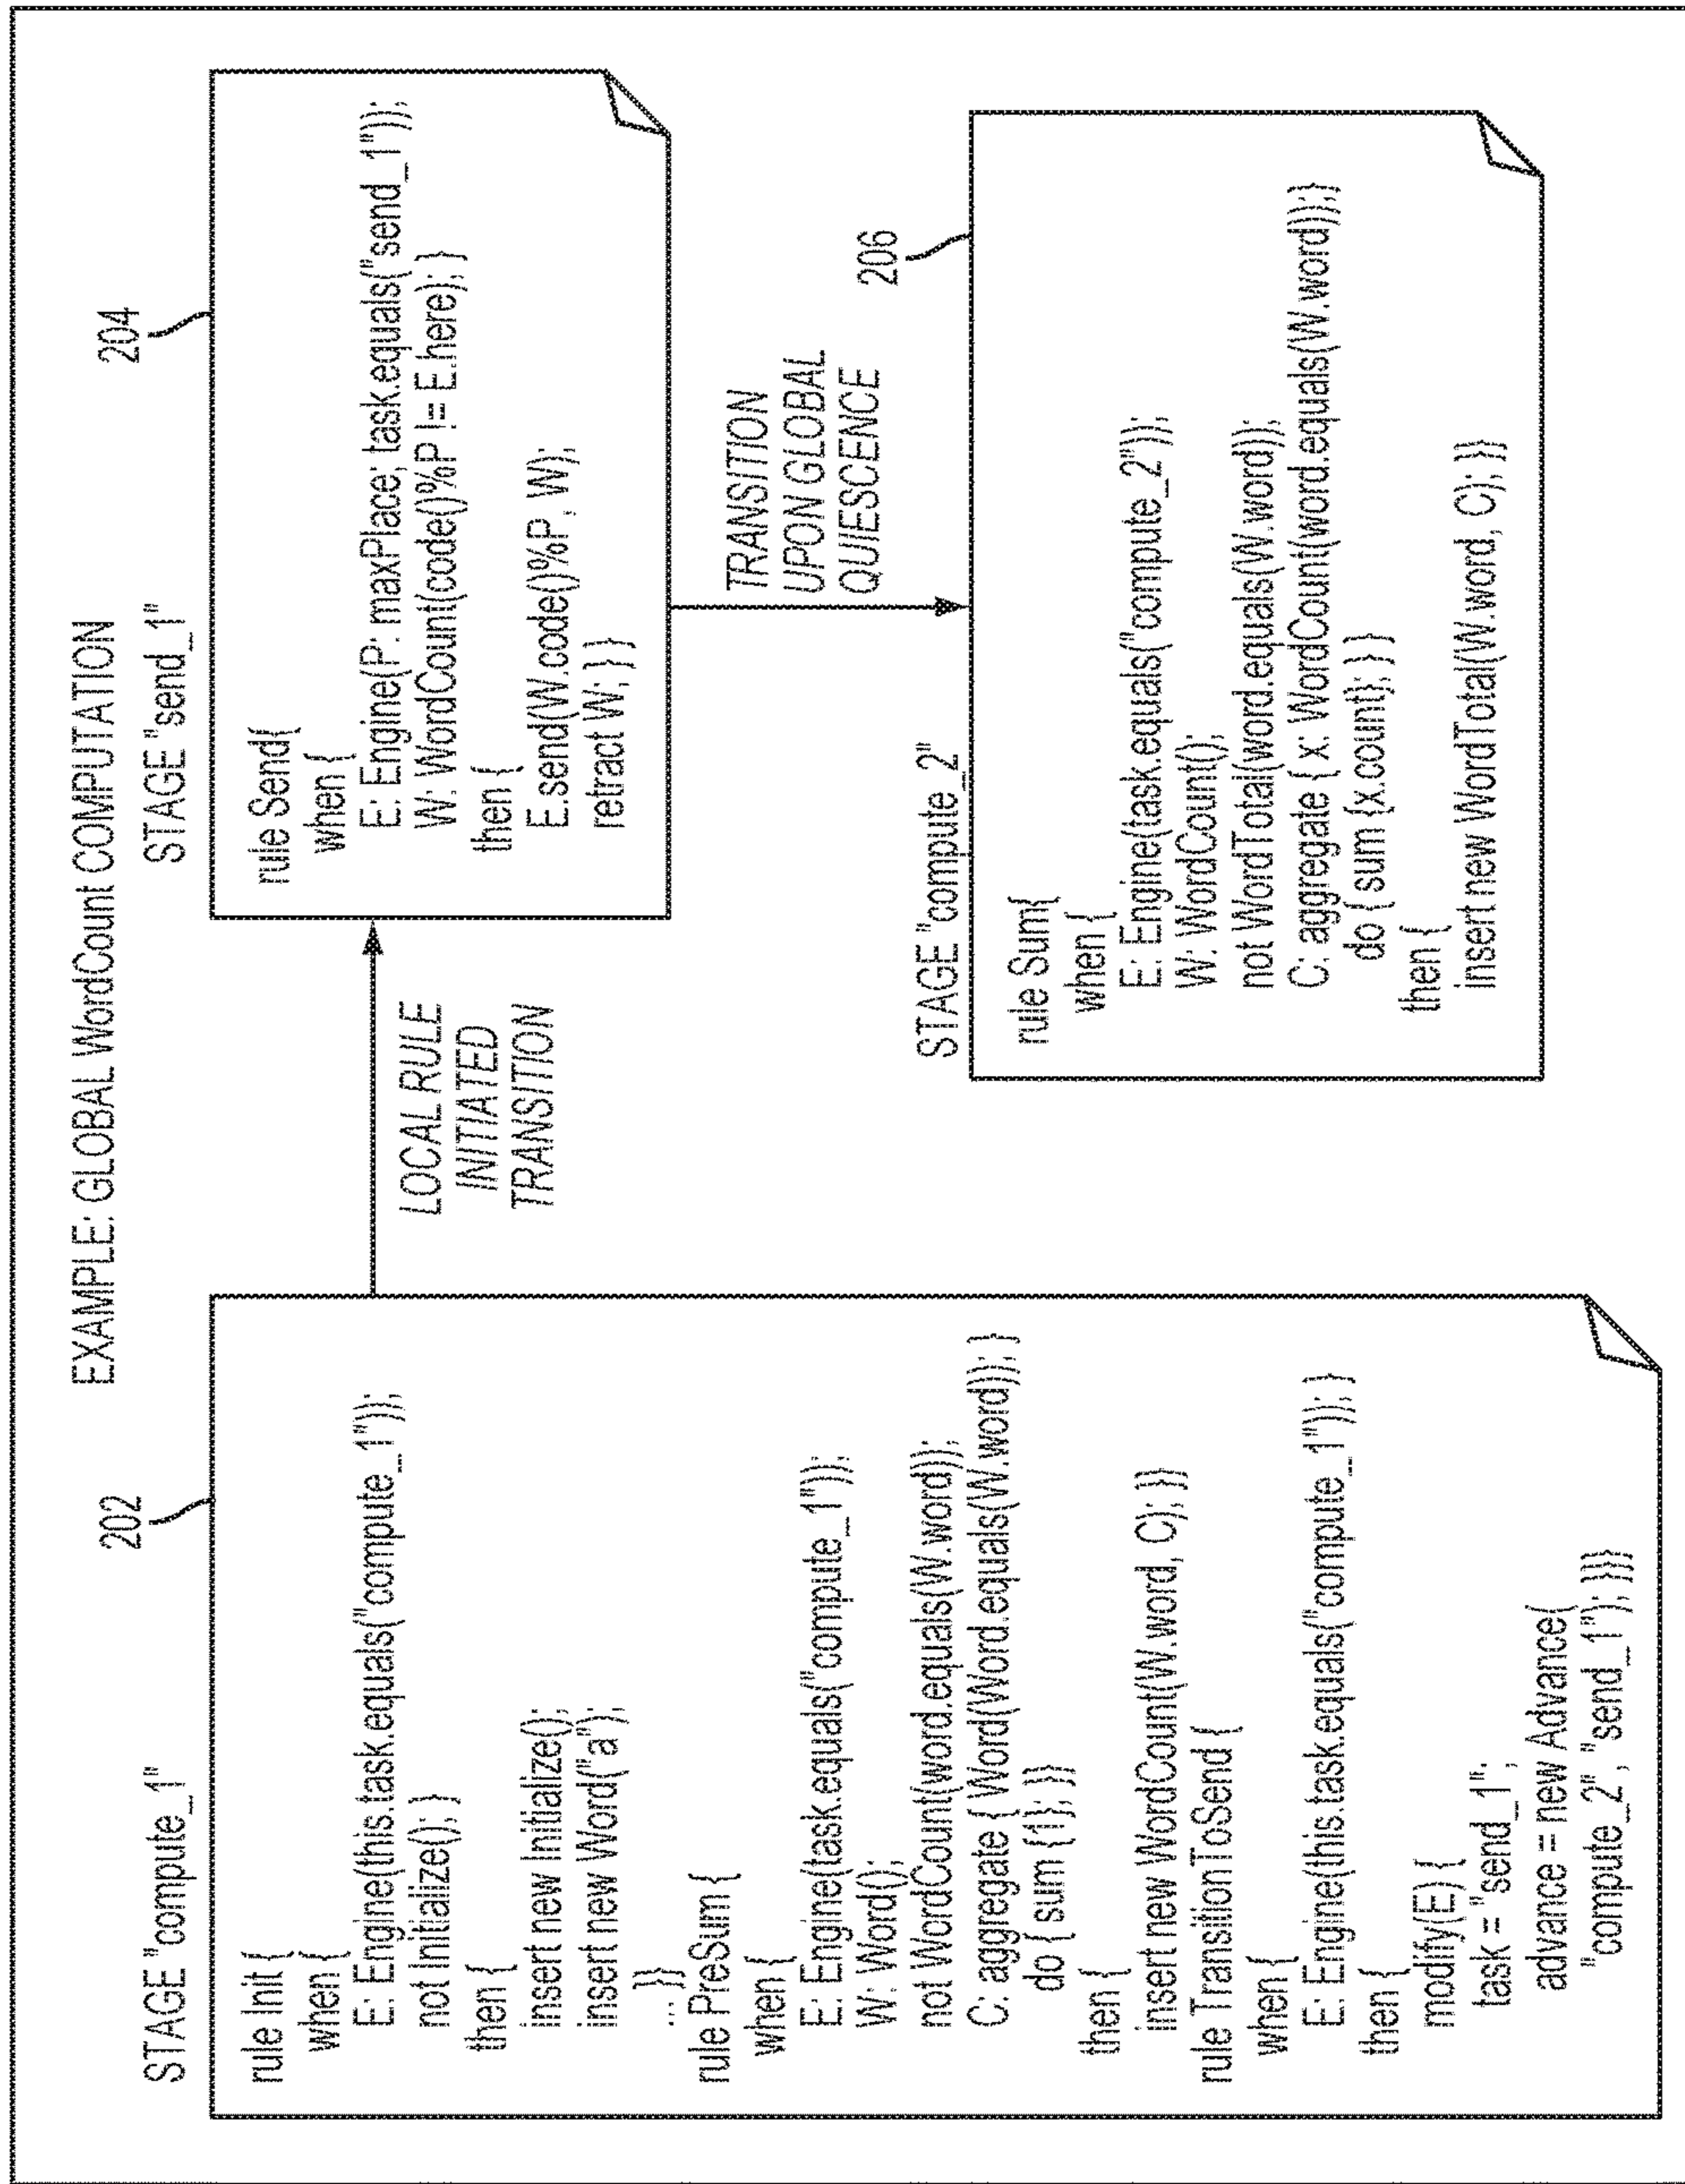 EXAMPLE: GLOBAL WordCount COMPUTATION
STAGE "compute_1"
202
rule Init {
when {
E: Engine(this.task.equals("compute_1"));
not Initialize(); }
then {
insert new Initialize();
insert new Word("a");
... }}
rule PreSum {
when {
E: Engine(task.equals("compute_1"));
W: Word();
not WordCount(word.equals(W.word));
C: aggregate { Word(Word.equals(W.word)); }
do { sum {1}; }}
then {
insert new WordCount(W.word, C); }}
rule TransitionToSend {
when {
E: Engine(this.task.equals("compute_1")); }
then {
modify(E) {
task = "send_1";
advance = new Advance(
"compute_2", "send_1"); }}}
LOCAL RULE
INITIATED
TRANSITION
STAGE "send_1"
204
rule Send{
when {
E: Engine(P: maxPlace; task.equals("send_1"));
W: WordCount(code()%P != E.here); }
then {
E.send(W.code()%P, W);
retract W; } }
TRANSITION
UPON GLOBAL
QUIESCENCE
STAGE "compute_2"
206
rule Sum{
when {
E: Engine(task.equals("compute_2"));
W: WordCount();
not WordTotal(word.equals(W.word));
C: aggregate { x: WordCount(word.equals(W.word)); }
do { sum {x.count}; } }
then {
insert new WordTotal(W.word, C); }}